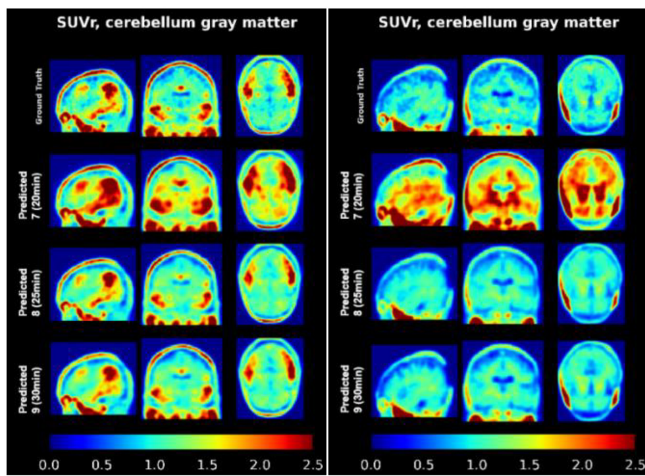 SUVr, cerebellum gray matter
Ground Truth
Predicted
7 (20min)
Predicted
8 (25min)
Predicted
9 (30min)
0.0 0.5 1.0 1.5 2.0 2.5
SUVr, cerebellum gray matter
Ground Truth
Predicted
7 (20min)
Predicted
8 (25min)
Predicted
9 (30min)
0.0 0.5 1.0 1.5 2.0 2.5